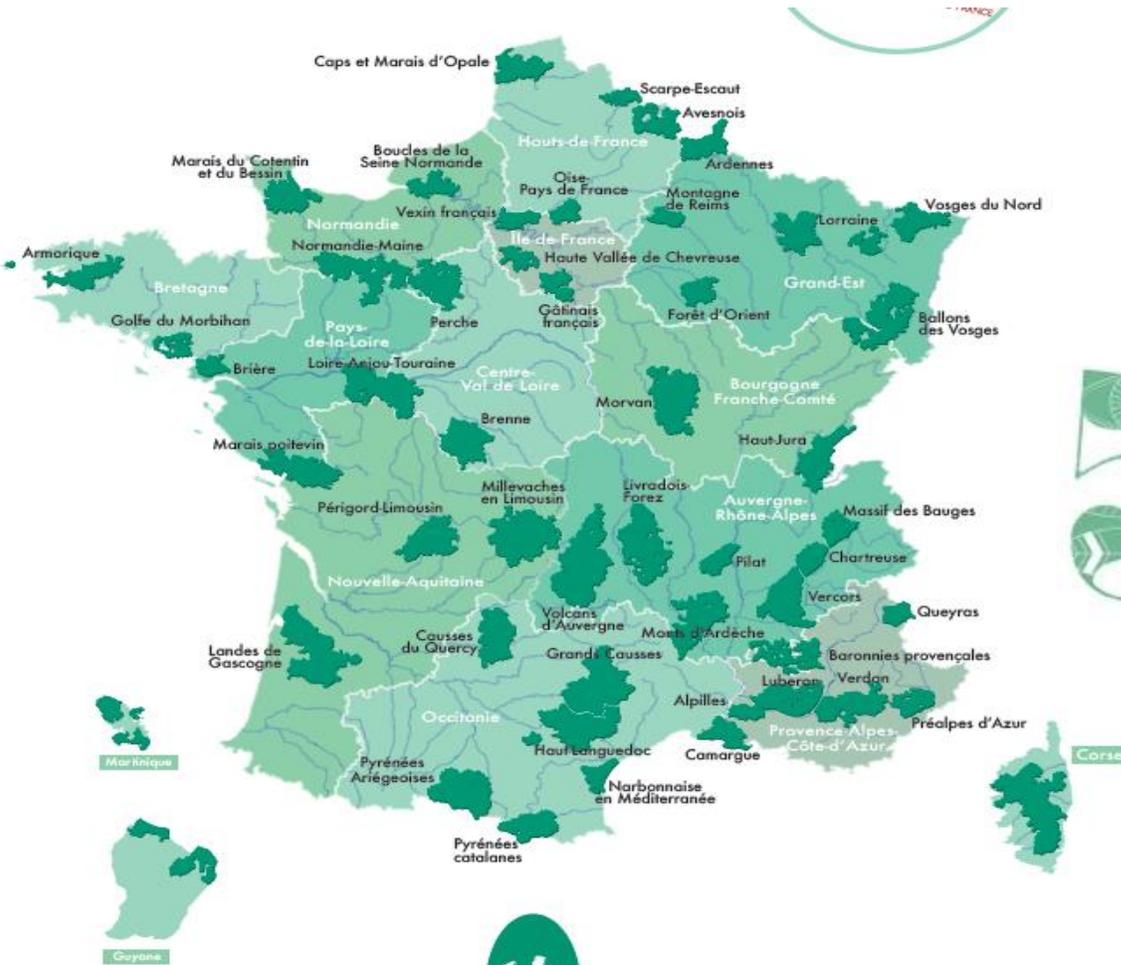 FRANCE
Caps et Marais d'Opale
Scarpe-Escaut
Avesnois
Hauts-de-France
Ardennes
Boucles de la
Seine Normande
Marais du Cotentin
et du Bessin
Oise-
Pays de France
Montagne
de Reims
Vosges du Nord
Vexin français
Lorraine
Normandie
Île de France
Normandie-Maine
Haute Vallée de Chevreuse
Armorique
Grand-Est
Bretagne
Gâtinais
français
Forêt d'Orient
Golfe du Morbihan
Perche
Ballons
des Vosges
Pays-
de-la-Loire
Brière
Loire-Anjou-Touraine
Centre-
Val de Loire
Bourgogne
Franche-Comté
Morvan
Brenne
Haut-Jura
Marais poitevin
Millevaches
en Limousin
Livradois-
Forez
Auvergne-
Rhône-Alpes
Périgord-Limousin
Massif des Bauges
Chartreuse
Pilat
Nouvelle-Aquitaine
Vercors
Volcans
d'Auvergne
Queyras
Causses
du Quercy
Monts d'Ardèche
Landes de
Gascogne
Grands Causses
Baronnies provençales
Luberon
Verdon
Alpilles
Occitanie
Préalpes d'Azur
Provence-Alpes-
Côte-d'Azur
Haut-Languedoc
Camargue
Corse
Martinique
Pyrénées
Ariégeoises
Narbonnaise
en Méditerranée
Pyrénées
catalanes
Guyane